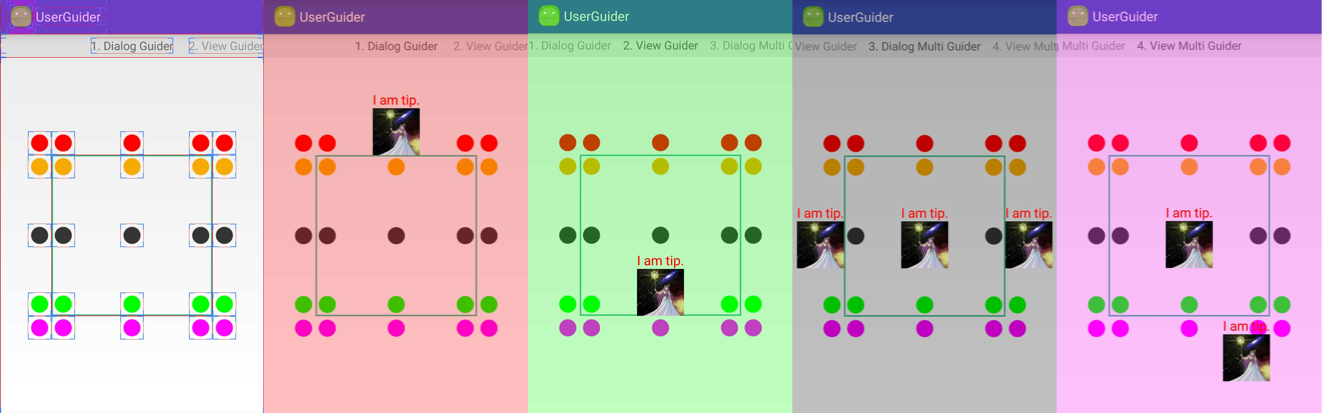 UserGuider
1. Dialog Guider 2. View Guider
UserGuider
1. Dialog Guider 2. View Guider
I am tip.
UserGuider
1. Dialog Guider 2. View Guider 3. Dialog Multi
I am tip.
UserGuider
View Guider 3. Dialog Multi Guider 4. View Mult
I am tip. I am tip. I am tip.
UserGuider
Multi Guider 4. View Multi Guider
I am tip.
I am tip.